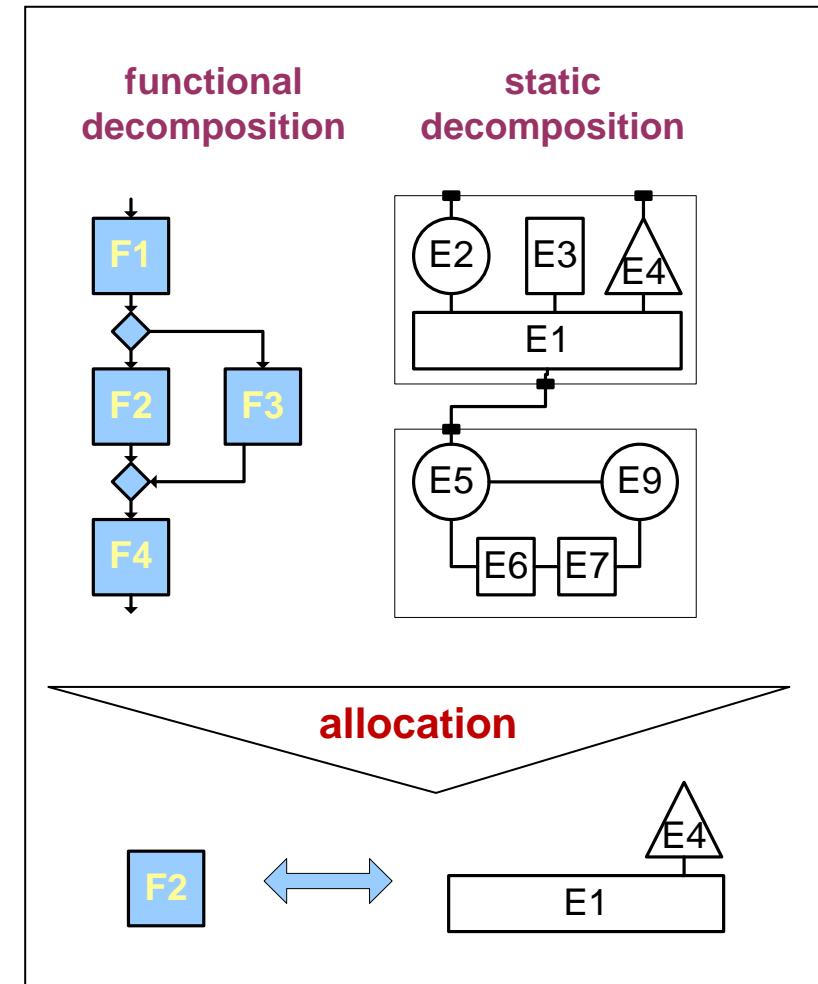 functional
decomposition
static
decomposition
F1
F2
F3
F4
E2
E3
E4
E1
E5
E9
E6
E7
allocation
F2
E4
E1